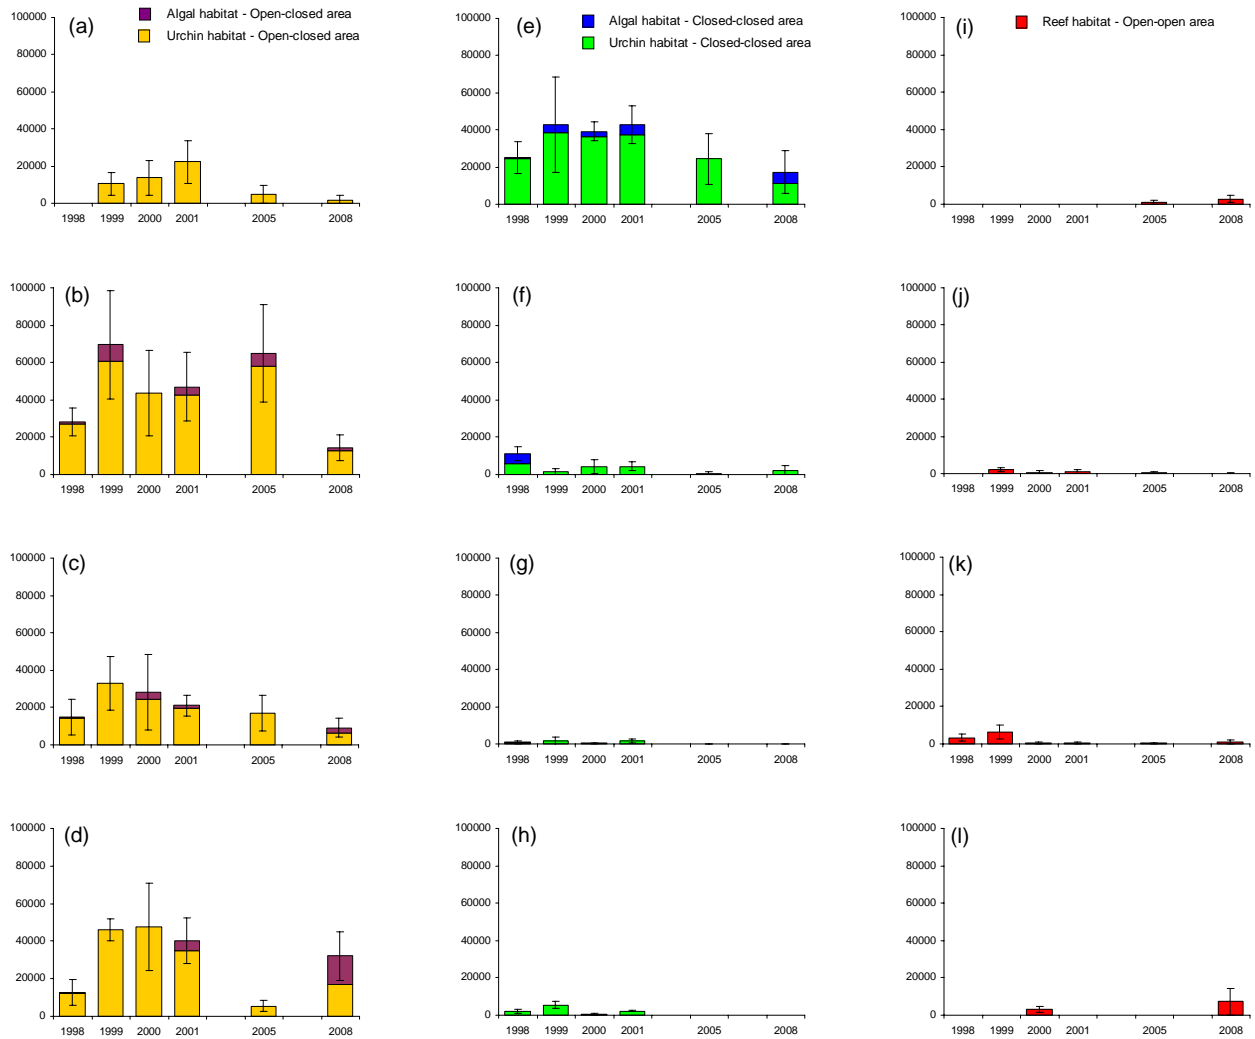 (a)
Algal habitat - Open-closed area
Urchin habitat - Open-closed area
100000
80000
60000
40000
20000
0
1998 1999 2000 2001 2005 2008
(e)
Algal habitat - Closed-closed area
Urchin habitat - Closed-closed area
100000
80000
60000
40000
20000
0
1998 1999 2000 2001 2005 2008
(i)
Reef habitat - Open-open area
100000
80000
60000
40000
20000
0
1998 1999 2000 2001 2005 2008
(b)
100000
80000
60000
40000
20000
0
1998 1999 2000 2001 2005 2008
(f)
100000
80000
60000
40000
20000
0
1998 1999 2000 2001 2005 2008
(j)
100000
80000
60000
40000
20000
0
1998 1999 2000 2001 2005 2008
(c)
100000
80000
60000
40000
20000
0
1998 1999 2000 2001 2005 2008
(g)
100000
80000
60000
40000
20000
0
1998 1999 2000 2001 2005 2008
(k)
100000
80000
60000
40000
20000
0
1998 1999 2000 2001 2005 2008
(d)
100000
80000
60000
40000
20000
0
1998 1999 2000 2001 2005 2008
(h)
100000
80000
60000
40000
20000
0
1998 1999 2000 2001 2005 2008
(l)
100000
80000
60000
40000
20000
0
1998 1999 2000 2001 2005 2008